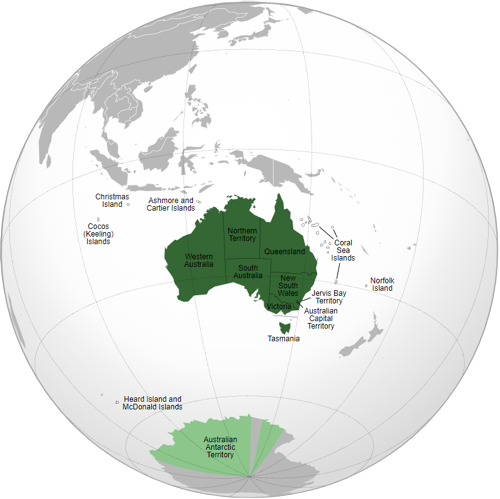 Christmas
Island
Ashmore and
Cartier Islands
Cocos
(Keeling)
Islands
Northern
Territory
Queensland
Western
Australia
South
Australia
New
South
Wales
Victoria
Coral
Sea
Islands
Norfolk
Island
Jervis Bay
Territory
Australian
Capital
Territory
Tasmania
Heard Island and
McDonald Islands
Australian
Antarctic
Territory